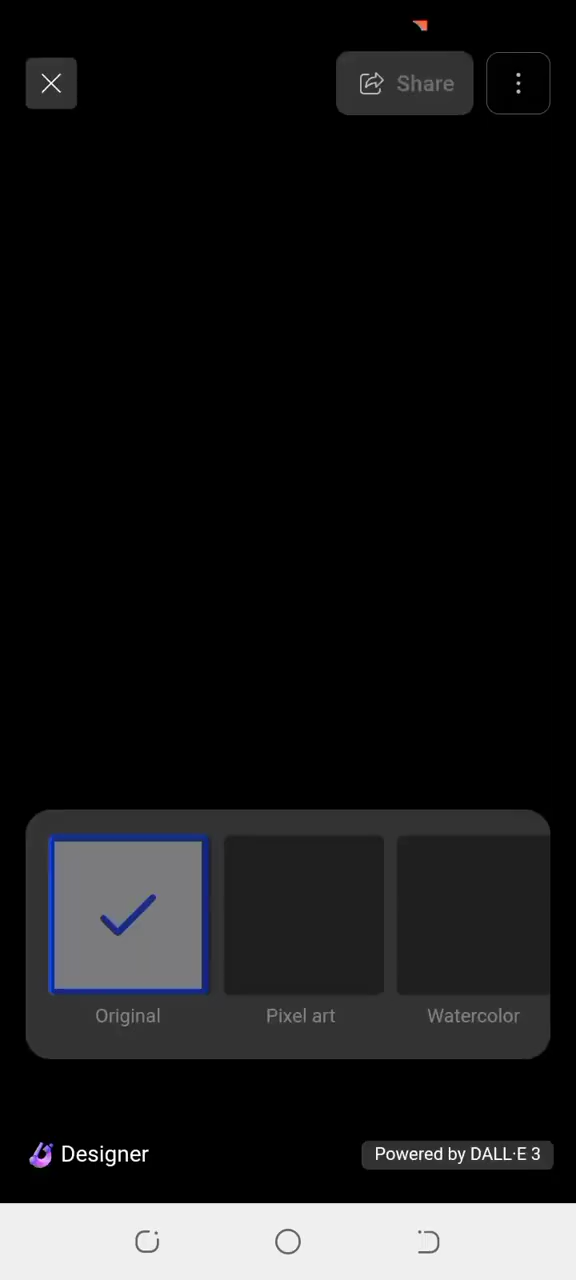 Share
Original
Pixel art
Watercolor
Designer
Powered by DALL·E 3